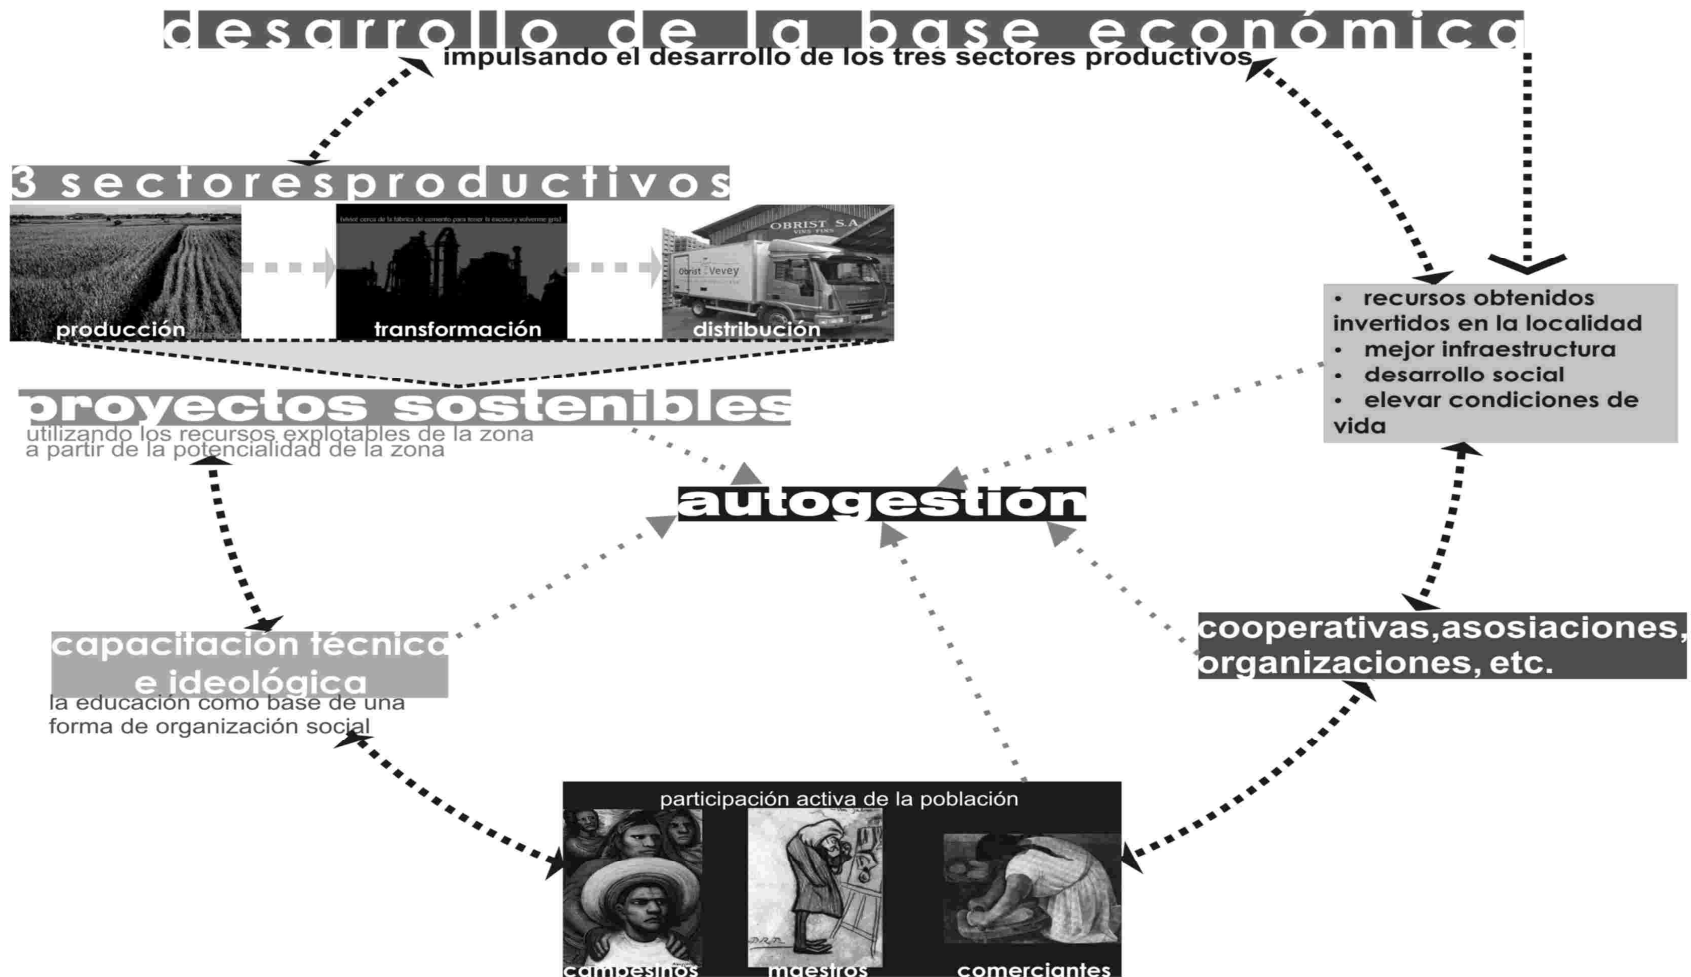 desarrollo de la base económica
impulsando el desarrollo de los tres sectores productivos
3 sectores productivos
OBRIST S.A
VINS FINS
Obrist Vevey
producción
transformación
distribución
proyectos sostenibles
utilizando los recursos explotables de la zona
a partir de la potencialidad de la zona
• recursos obtenidos
invertidos en la localidad
• mejor infraestructura
• desarrollo social
• elevar condiciones de
vida
autogestión
capacitación técnica
e ideológica
la educación como base de una
forma de organización social
cooperativas,asosiaciones,
organizaciones, etc.
participación activa de la población
campesinos
maestros
comerciantes